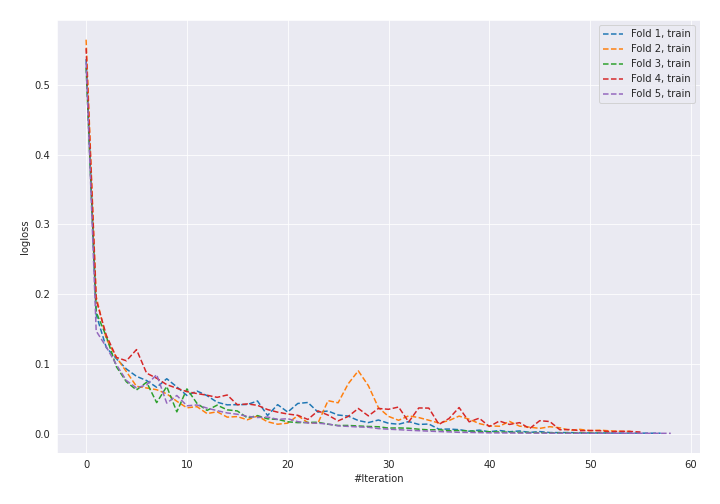 Fold 1, train
Fold 2, train
Fold 3, train
Fold 4, train
Fold 5, train
0.5
0.4
0.3
0.2
0.1
0.0
logloss
0 10 20 30 40 50 60
#Iteration